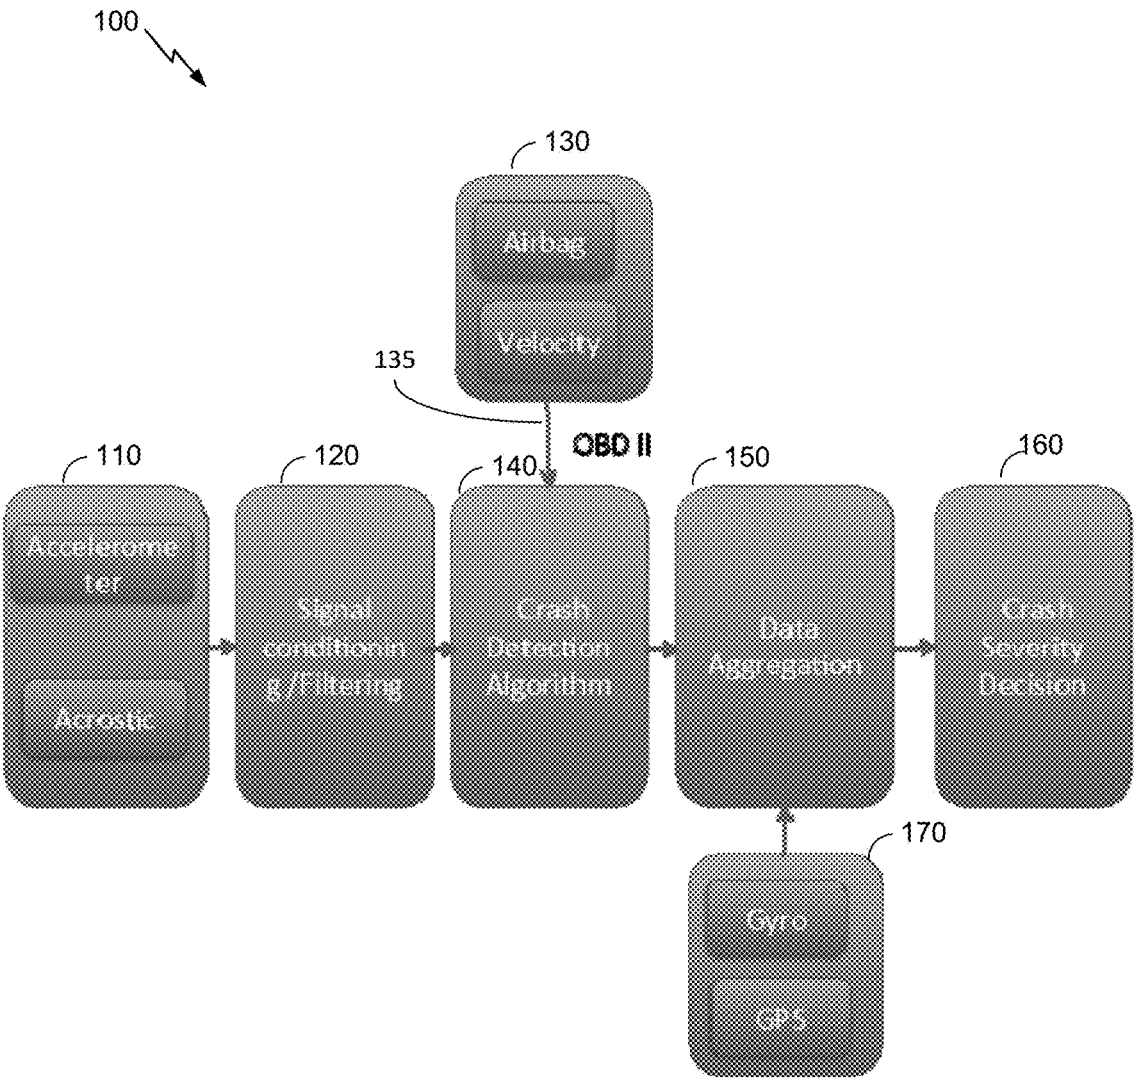 100
130
Airbag
Velocity
135
OBD II
110
120
140
150
160
Accelerome
ter
Acrostic
Signal
conditionin
g/Filtering
Crash
Detection
Algorithm
Data
Aggregation
Crash
Severity
Decision
170
Gyro
GPS